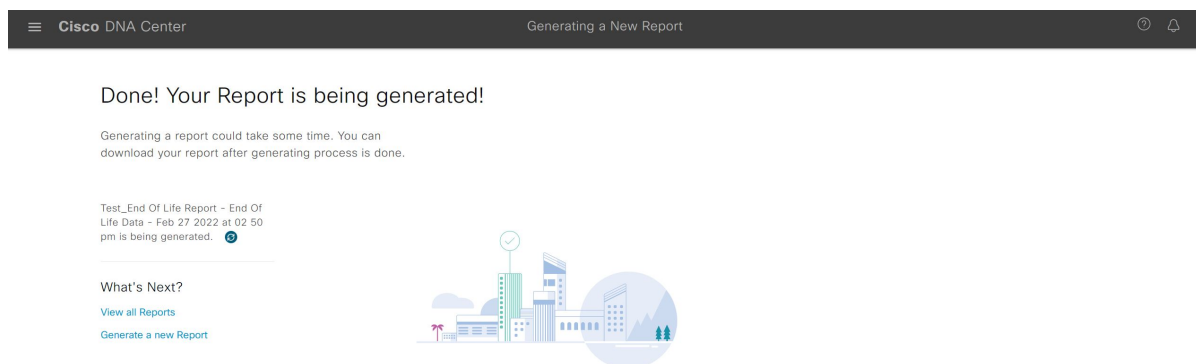 Cisco DNA Center
Generating a New Report
Done! Your Report is being generated!
Generating a report could take some time. You can
download your report after generating process is done.
Test_End Of Life Report - End Of
Life Data - Feb 27 2022 at 02 50
pm is being generated.
What's Next?
View all Reports
Generate a new Report